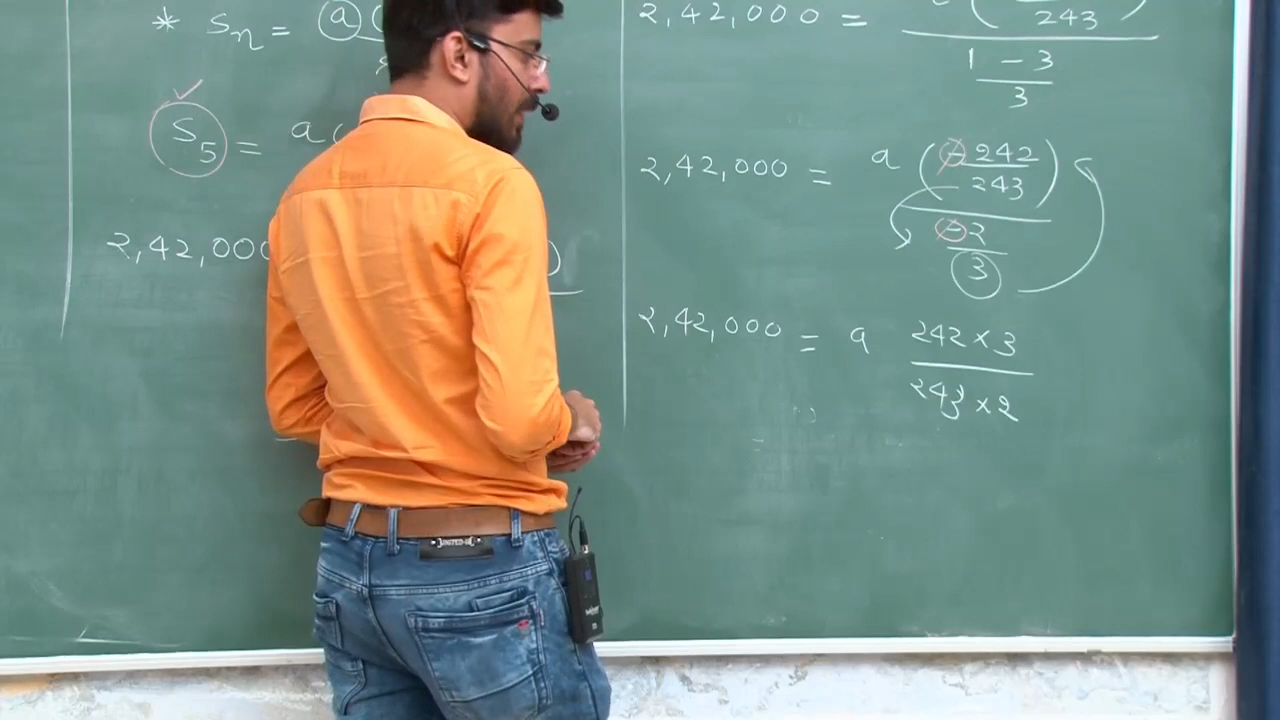 * Sₙ = a (
S₅ = a (
2,42,000 )
2,42,000 = ( 243 )
1 - 3
3
2,42,000 = a ( - 242
243 )
- 2
3
2,42,000 = a 242 × 3
243 × 2